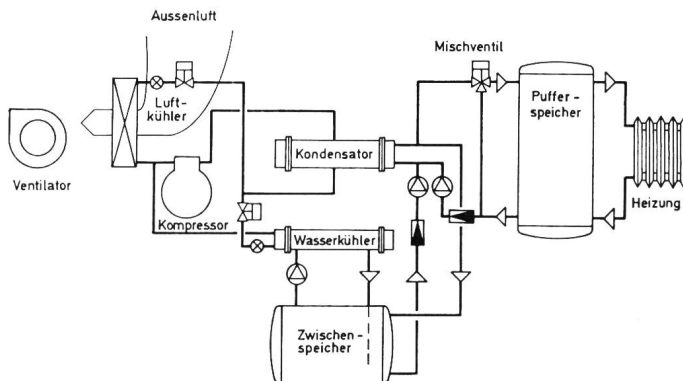 Aussenluft
Mischventil
Luft-
kühler
Puffer-
speicher
Kondensator
Ventilator
Kompressor
Heizung
Wasserkühler
Zwischen-
speicher